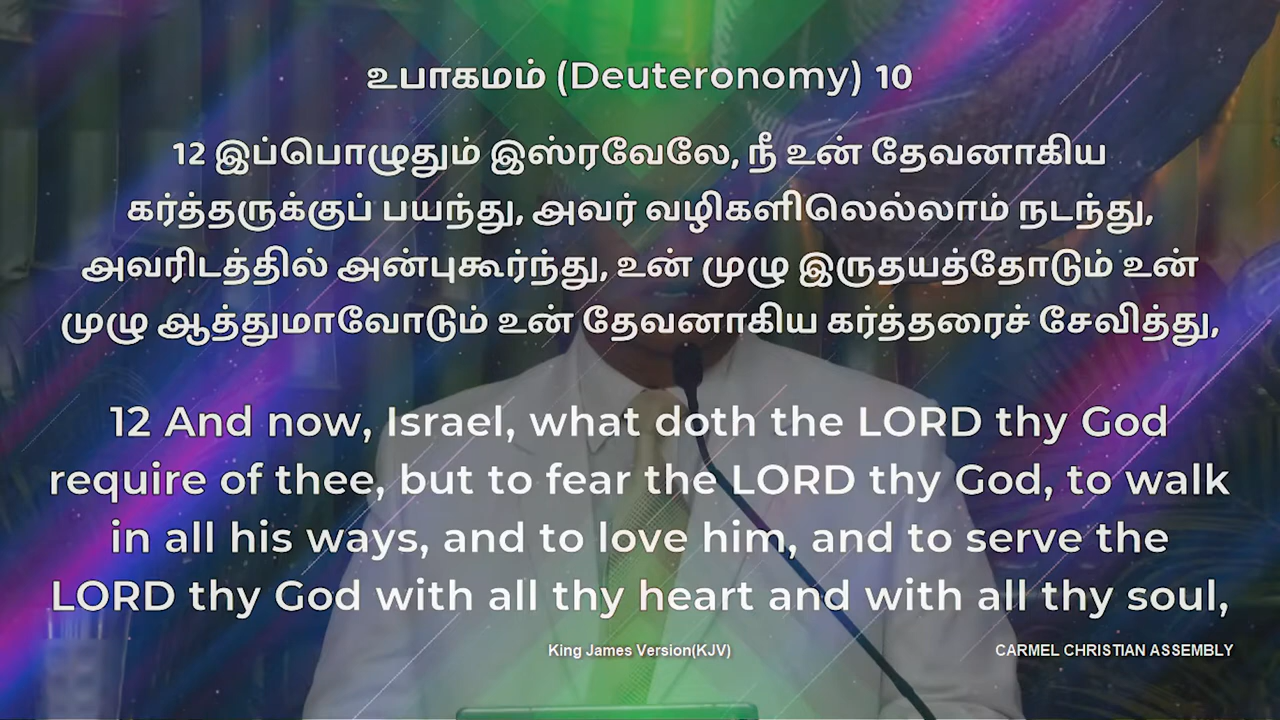 உபாகமம் (Deuteronomy) 10
12 இப்பொழுதும் இஸ்ரவேலே, நீ உன் தேவனாகிய
கர்த்தருக்குப் பயந்து, அவர் வழிகளிலெல்லாம் நடந்து,
அவரிடத்தில் அன்புகூர்ந்து, உன் முழு இருதயத்தோடும் உன்
முழு ஆத்துமாவோடும் உன் தேவனாகிய கர்த்தரைச் சேவித்து,
12 And now, Israel, what doth the LORD thy God
require of thee, but to fear the LORD thy God, to walk
in all his ways, and to love him, and to serve the
LORD thy God with all thy heart and with all thy soul,
King James Version(KJV)
CARMEL CHRISTIAN ASSEMBLY